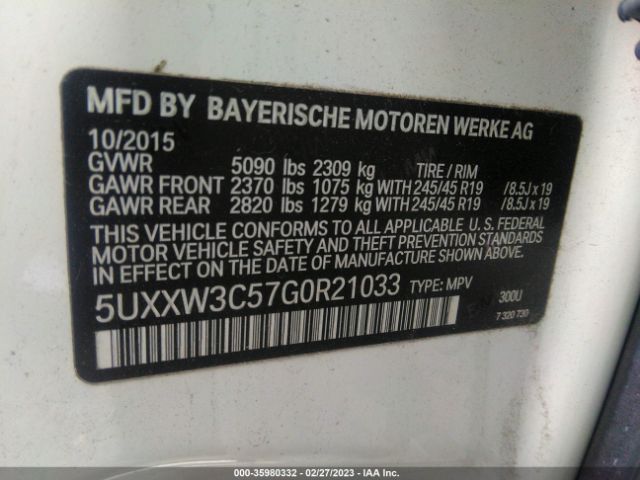 MFD BY BAYERISCHE MOTOREN WERKE AG
10/2015
GVWR 5090 lbs 2309 kg TIRE / RIM
GAWR FRONT 2370 lbs 1075 kg WITH 245/45 R19 /8.5J x 19
GAWR REAR 2820 lbs 1279 kg WITH 245/45 R19 /8.5J x 19
THIS VEHICLE CONFORMS TO ALL APPLICABLE U. S. FEDERAL
MOTOR VEHICLE SAFETY AND THEFT PREVENTION STANDARDS
IN EFFECT ON THE DATE OF MANUFACTURE SHOWN ABOVE.
5UXXW3C57G0R21033 TYPE: MPV
300U
7 320 730
000-35980332 - 02/27/2023 - IAA Inc.